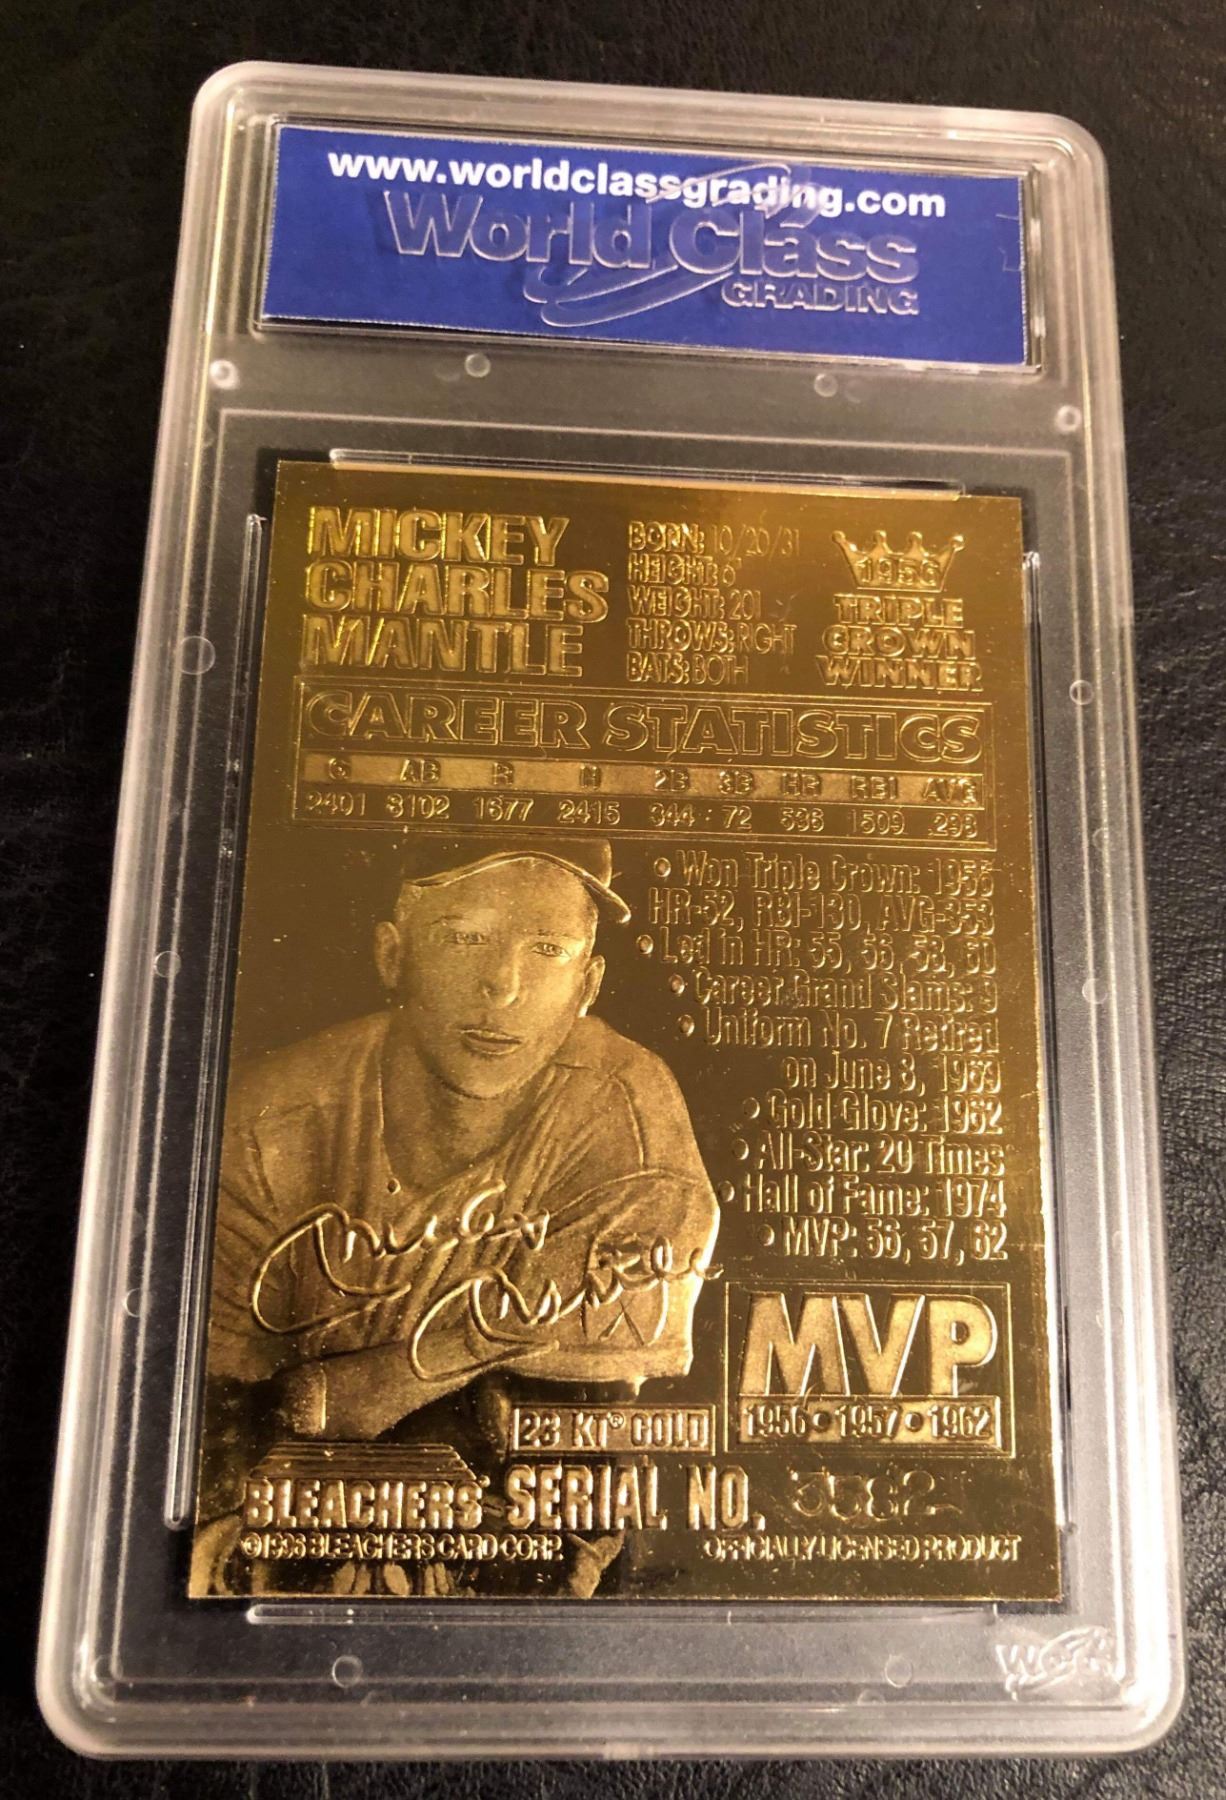 www.worldclassgrading.com
World Class
GRADING
MICKEY
CHARLES
MANTLE
BORN: 10/20/31
HEIGHT: 6'
WEIGHT: 201
THROWS: RIGHT
BATS: BOTH
1956
TRIPLE
CROWN
WINNER
CAREER STATISTICS
G AB R H 2B 3B HR RBI AVG
2401 8102 1677 2415 344 72 536 1509 .298
• Won Triple Crown: 1956
HR-52, RBI-130, AVG-353
• Led in HR: 55, 56, 58, 60
• Career Grand Slams: 9
• Uniform No. 7 Retired
on June 8, 1969
• Gold Glove: 1962
• All-Star: 20 Times
• Hall of Fame: 1974
• MVP: 56, 57, 62
Mickey Mantle
MVP
1956 • 1957 • 1962
23 KT® GOLD
BLEACHERS® SERIAL NO. 3582
©1996 BLEACHERS CARD CORP. OFFICIALLY LICENSED PRODUCT
WCG